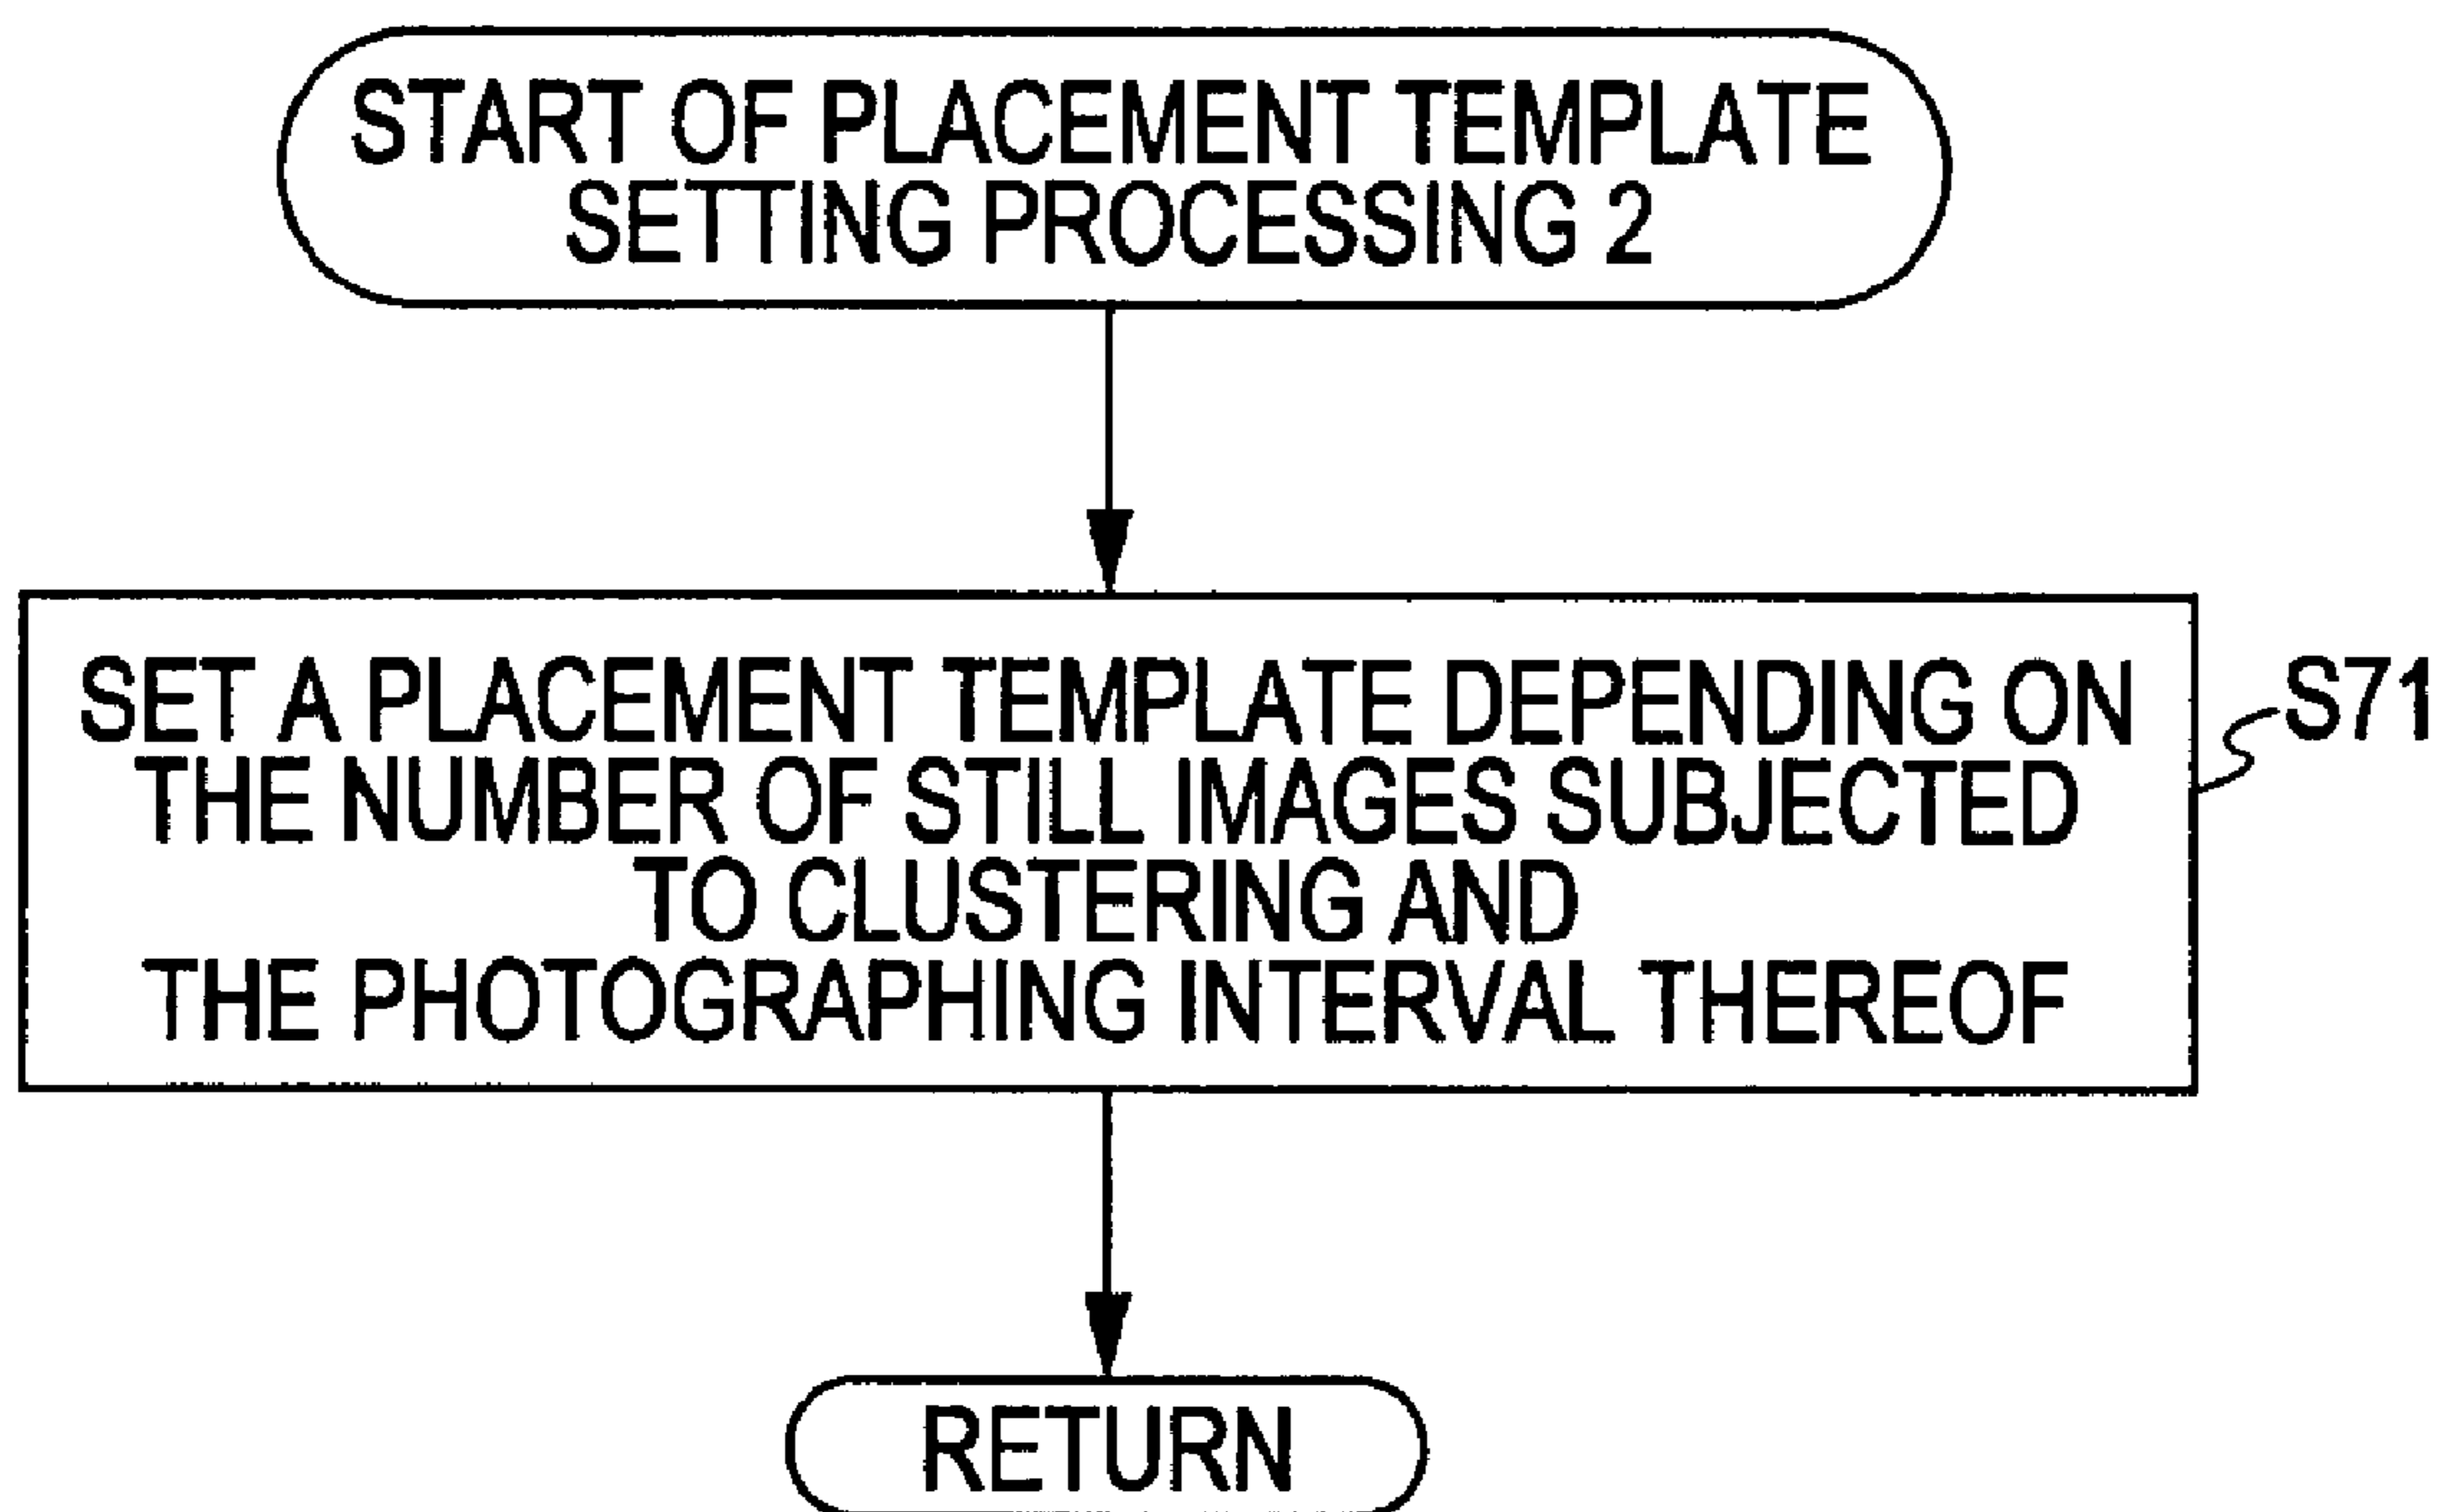 START OF PLACEMENT TEMPLATE
SETTING PROCESSING 2
SET A PLACEMENT TEMPLATE DEPENDING ON
THE NUMBER OF STILL IMAGES SUBJECTED
TO CLUSTERING AND
THE PHOTOGRAPHING INTERVAL THEREOF
S71
RETURN